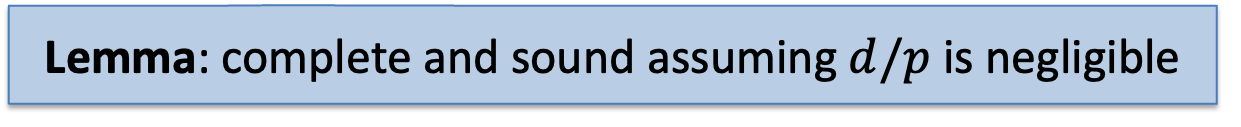 Lemma: complete and sound assuming d/p is negligible